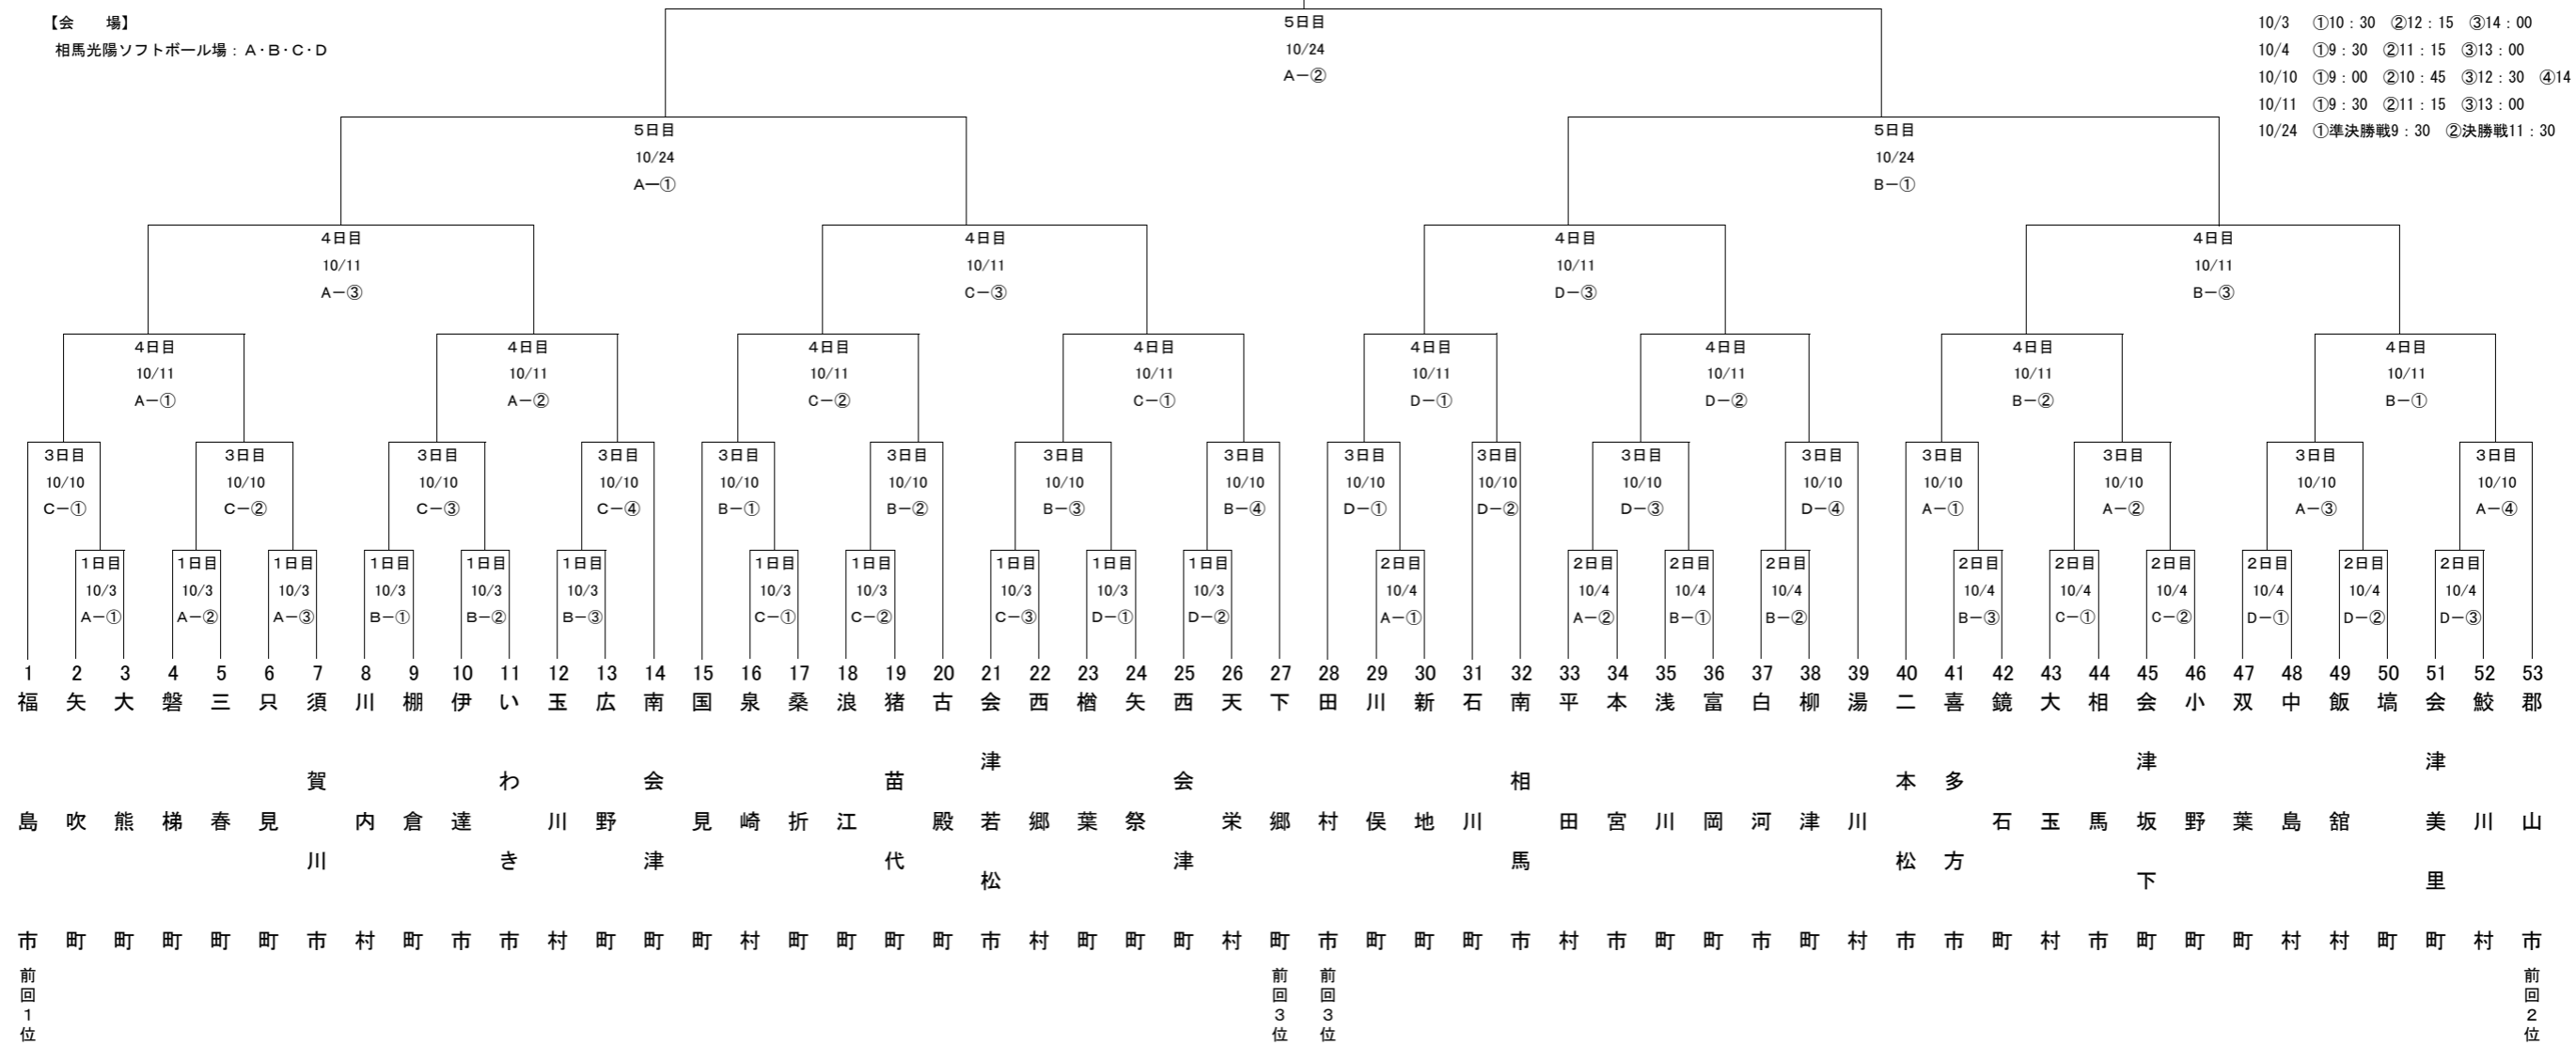 【会　　場】
相馬光陽ソフトボール場：Ａ・Ｂ・Ｃ・Ｄ
10/3　①10：30　②12：15　③14：00
10/4　①9：30　②11：15　③13：00
10/10　①9：00　②10：45　③12：30　④14
10/11　①9：30　②11：15　③13：00
10/24　①準決勝戦9：30　②決勝戦11：30
5日目
10/24
A－②
5日目 5日目
10/24 10/24
A－① B－①
4日目 4日目 4日目 4日目
10/11 10/11 10/11 10/11
A－③ C－③ D－③ B－③
4日目 4日目 4日目 4日目 4日目 4日目 4日目 4日目
10/11 10/11 10/11 10/11 10/11 10/11 10/11 10/11
A－① A－② C－② C－① D－① D－② B－② B－①
3日目 3日目 3日目 3日目 3日目 3日目 3日目 3日目 3日目 3日目 3日目 3日目 3日目 3日目 3日目 3日目
10/10 10/10 10/10 10/10 10/10 10/10 10/10 10/10 10/10 10/10 10/10 10/10 10/10 10/10 10/10 10/10
C－① C－② C－③ C－④ B－① B－② B－③ B－④ D－① D－② D－③ D－④ A－① A－② A－③ A－④
1日目 1日目 1日目 1日目 1日目 1日目 1日目 1日目 1日目 1日目 1日目 2日目 2日目 2日目 2日目 2日目 2日目 2日目 2日目 2日目 2日目
10/3 10/3 10/3 10/3 10/3 10/3 10/3 10/3 10/3 10/3 10/3 10/4 10/4 10/4 10/4 10/4 10/4 10/4 10/4 10/4 10/4
A－① A－② A－③ B－① B－② B－③ C－① C－② C－③ D－① D－② A－① A－② B－① B－② B－③ C－① C－② D－① D－② D－③
1 福島市 前回1位
2 矢吹町
3 大熊町
4 磐梯町
5 三春町
6 只見町
7 須賀川市
8 川内村
9 棚倉町
10 伊達市
11 いわき市
12 玉川村
13 広野町
14 南会津町
15 国見町
16 泉崎村
17 桑折町
18 浪江町
19 猪苗代町
20 古殿町
21 会津若松市
22 西郷村
23 楢葉町
24 矢祭町
25 西会津町
26 天栄村
27 下郷町 前回3位
28 田村市 前回3位
29 川俣町
30 新地町
31 石川町
32 南相馬市
33 平田村
34 本宮市
35 浅川町
36 富岡町
37 白河市
38 柳津町
39 湯川村
40 二本松市
41 喜多方市
42 鏡石町
43 大玉村
44 相馬市
45 会津坂下町
46 小野町
47 双葉町
48 中島村
49 飯舘村
50 塙町
51 会津美里町
52 鮫川村
53 郡山市 前回2位